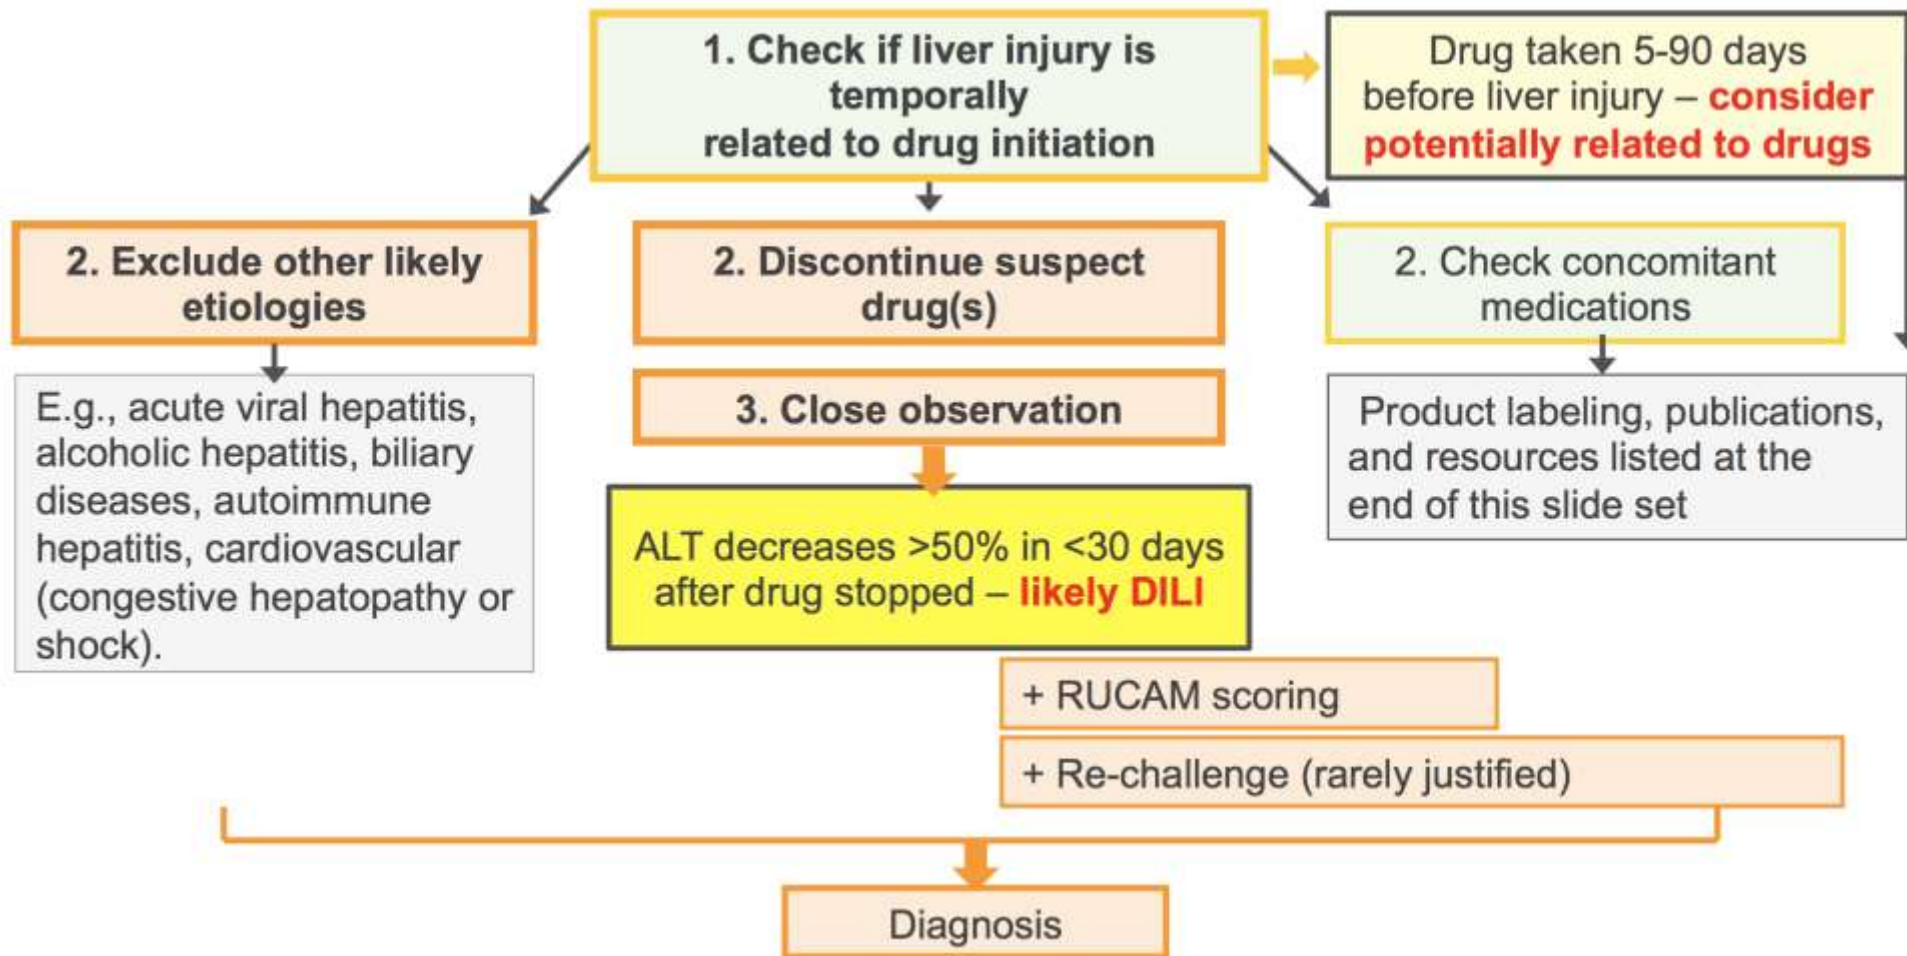 1. Check if liver injury is
temporally
related to drug initiation
Drug taken 5-90 days
before liver injury – consider
potentially related to drugs
2. Exclude other likely
etiologies
2. Discontinue suspect
drug(s)
2. Check concomitant
medications
E.g., acute viral hepatitis,
alcoholic hepatitis, biliary
diseases, autoimmune
hepatitis, cardiovascular
(congestive hepatopathy or
shock).
3. Close observation
Product labeling, publications,
and resources listed at the
end of this slide set
ALT decreases >50% in <30 days
after drug stopped – likely DILI
+ RUCAM scoring
+ Re-challenge (rarely justified)
Diagnosis